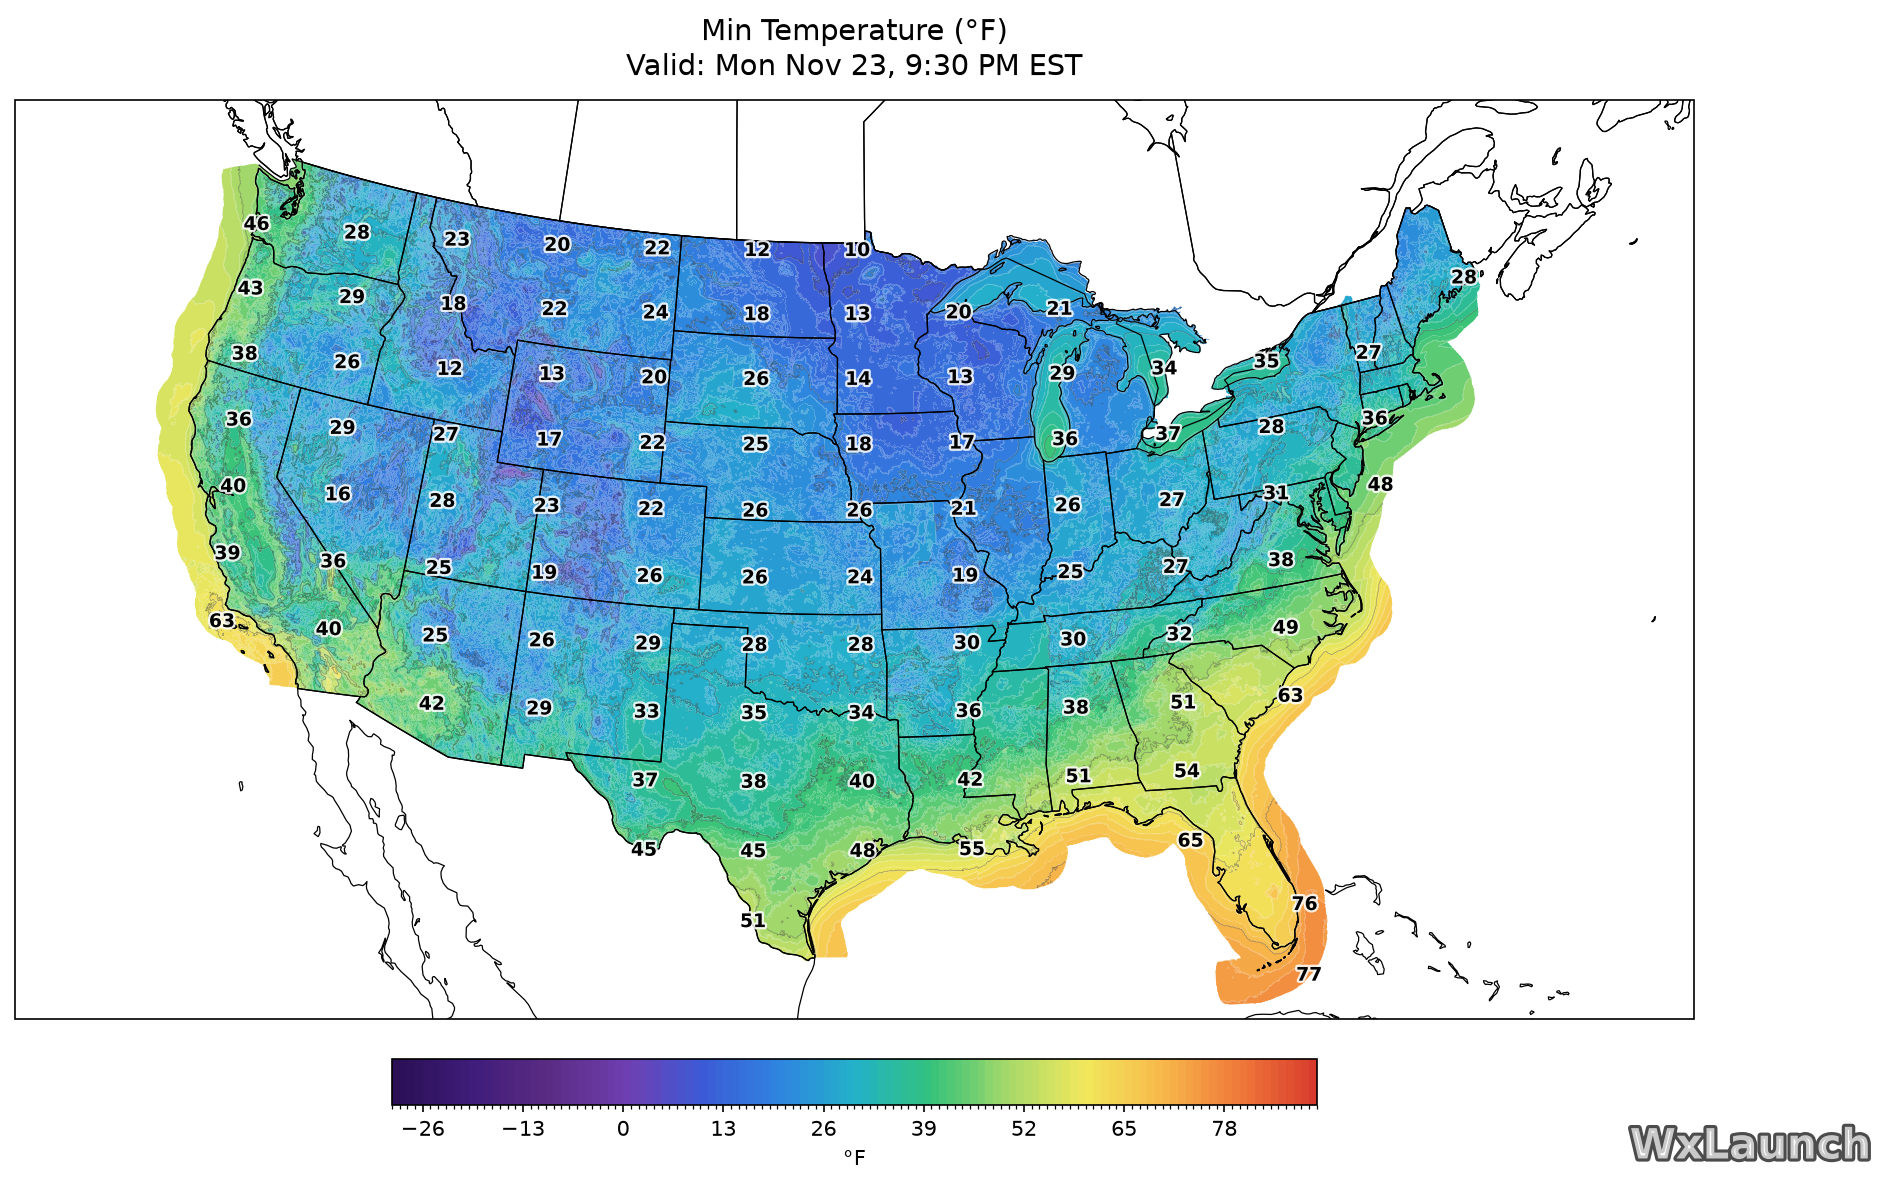 Min Temperature (°F)
Valid: Mon Nov 23, 9:30 PM EST
46 28 23 20 22 12 10
28
43 29 18 22 24 18 13 20 21
38 26 12 13 20 26 14 13 29 34 35 27
36 29 27 17 22 25 18 17 36 37 28 36
40 16 28 23 22 26 26 21 26 27 31 48
39 36 25 19 26 26 24 19 25 27 38
63 40 25 26 29 28 28 30 30 32 49
42 29 33 35 34 36 38 51 63
37 38 40 42 51 54
45 45 48 55 65
51 76
77
−26 −13 0 13 26 39 52 65 78
°F
WxLaunch